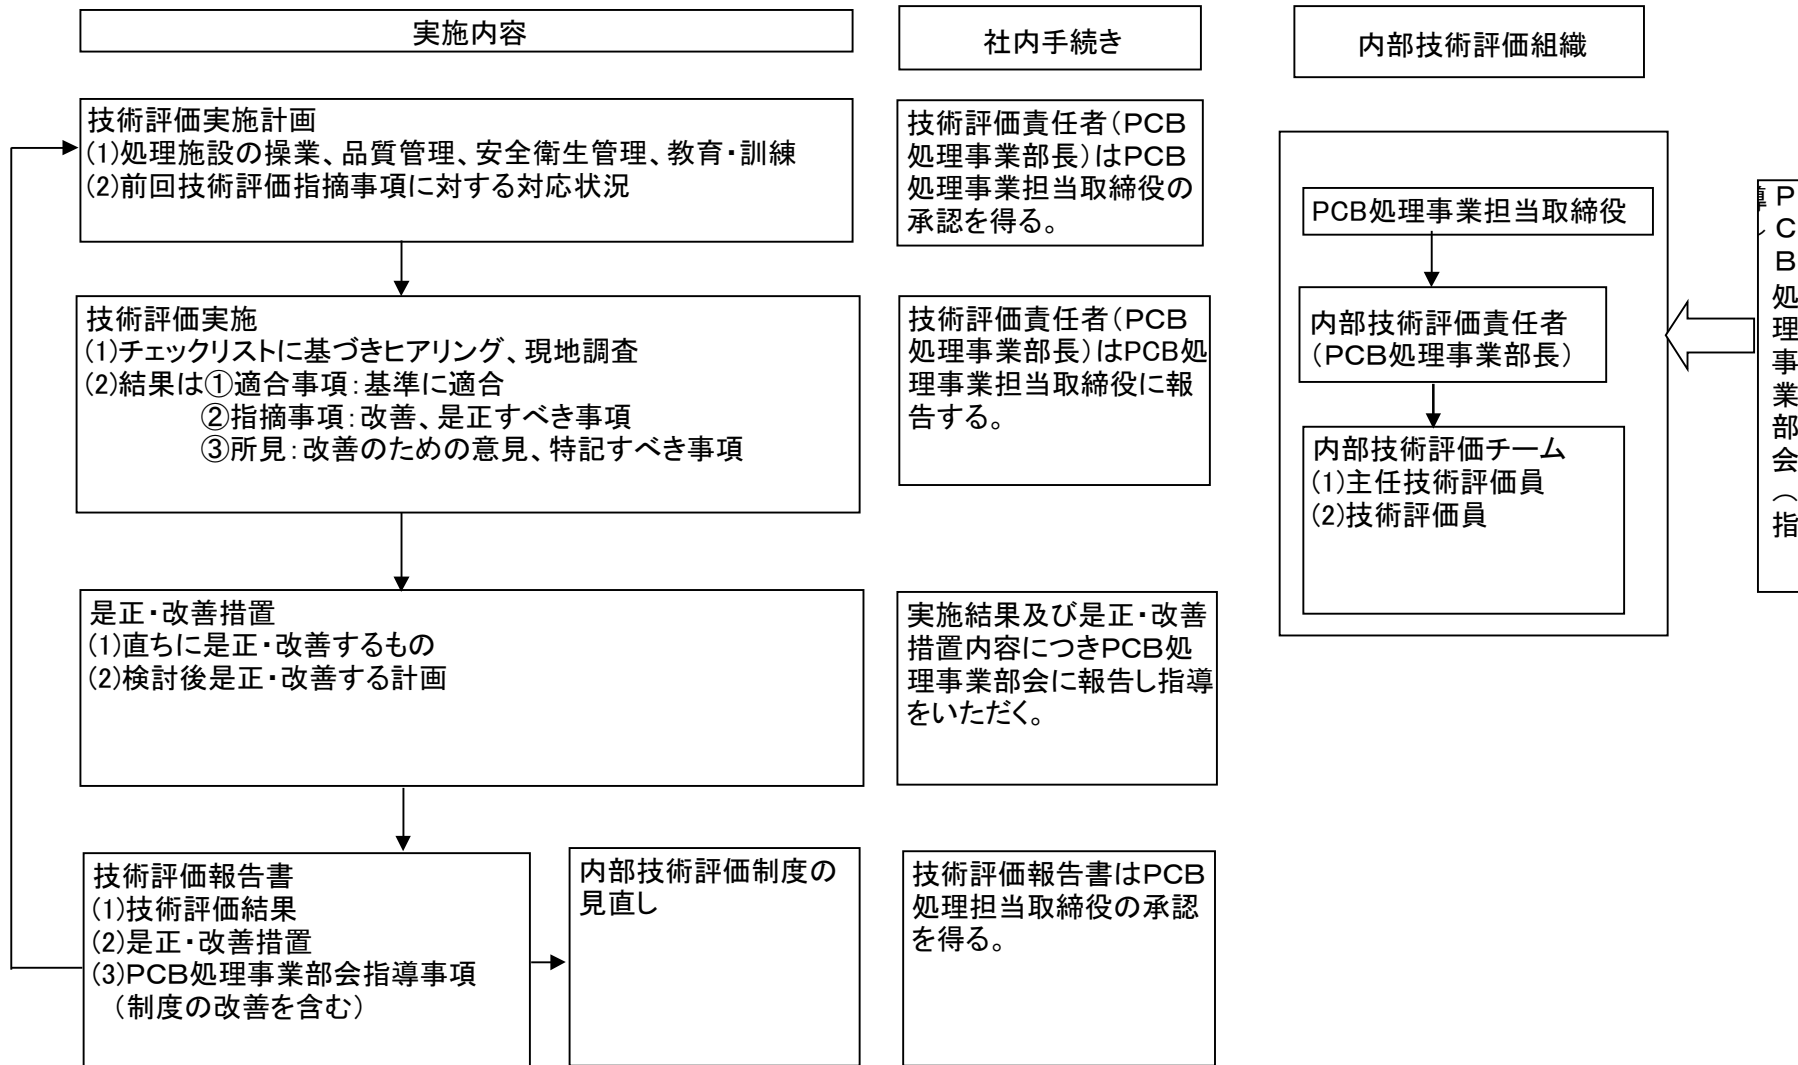 実施内容
社内手続き
内部技術評価組織
技術評価実施計画
(1)処理施設の操業、品質管理、安全衛生管理、教育・訓練
(2)前回技術評価指摘事項に対する対応状況
技術評価責任者(PCB
処理事業部長)はPCB
処理事業担当取締役の
承認を得る。
技術評価実施
(1)チェックリストに基づきヒアリング、現地調査
(2)結果は①適合事項:基準に適合
②指摘事項:改善、是正すべき事項
③所見:改善のための意見、特記すべき事項
技術評価責任者(PCB
処理事業部長)はPCB処
理事業担当取締役に報
告する。
是正・改善措置
(1)直ちに是正・改善するもの
(2)検討後是正・改善する計画
実施結果及び是正・改善
措置内容につきPCB処
理事業部会に報告し指導
をいただく。
技術評価報告書
(1)技術評価結果
(2)是正・改善措置
(3)PCB処理事業部会指導事項
(制度の改善を含む)
内部技術評価制度の
見直し
技術評価報告書はPCB
処理担当取締役の承認
を得る。
PCB処理事業担当取締役
内部技術評価責任者
(PCB処理事業部長)
内部技術評価チーム
(1)主任技術評価員
(2)技術評価員
PCB処理事業部会(指